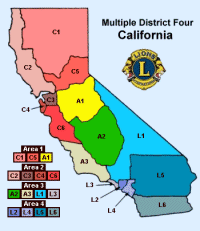 Multiple District Four
California
LIONS
L
INTERNATIONAL
C1
C2
C5
C3
C4
A1
C6
A2
L1
A3
L3
L5
L2
L4
L6
Area 1
C1 C5 A1
Area 2
C2 C3 C4 C6
Area 3
A2 A3 L1 L3
Area 4
L2 L4 L5 L6